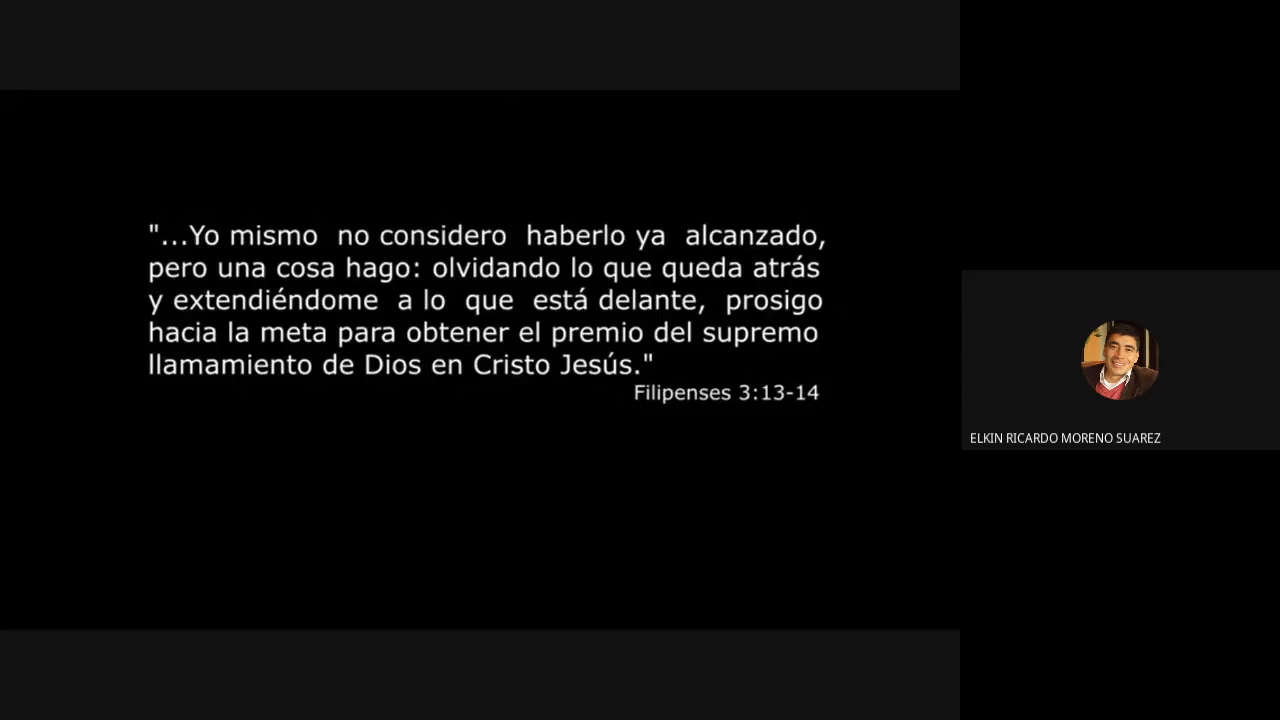 "...Yo mismo no considero haberlo ya alcanzado,
pero una cosa hago: olvidando lo que queda atrás
y extendiéndome a lo que está delante, prosigo
hacia la meta para obtener el premio del supremo
llamamiento de Dios en Cristo Jesús."
Filipenses 3:13-14
ELKIN RICARDO MORENO SUAREZ